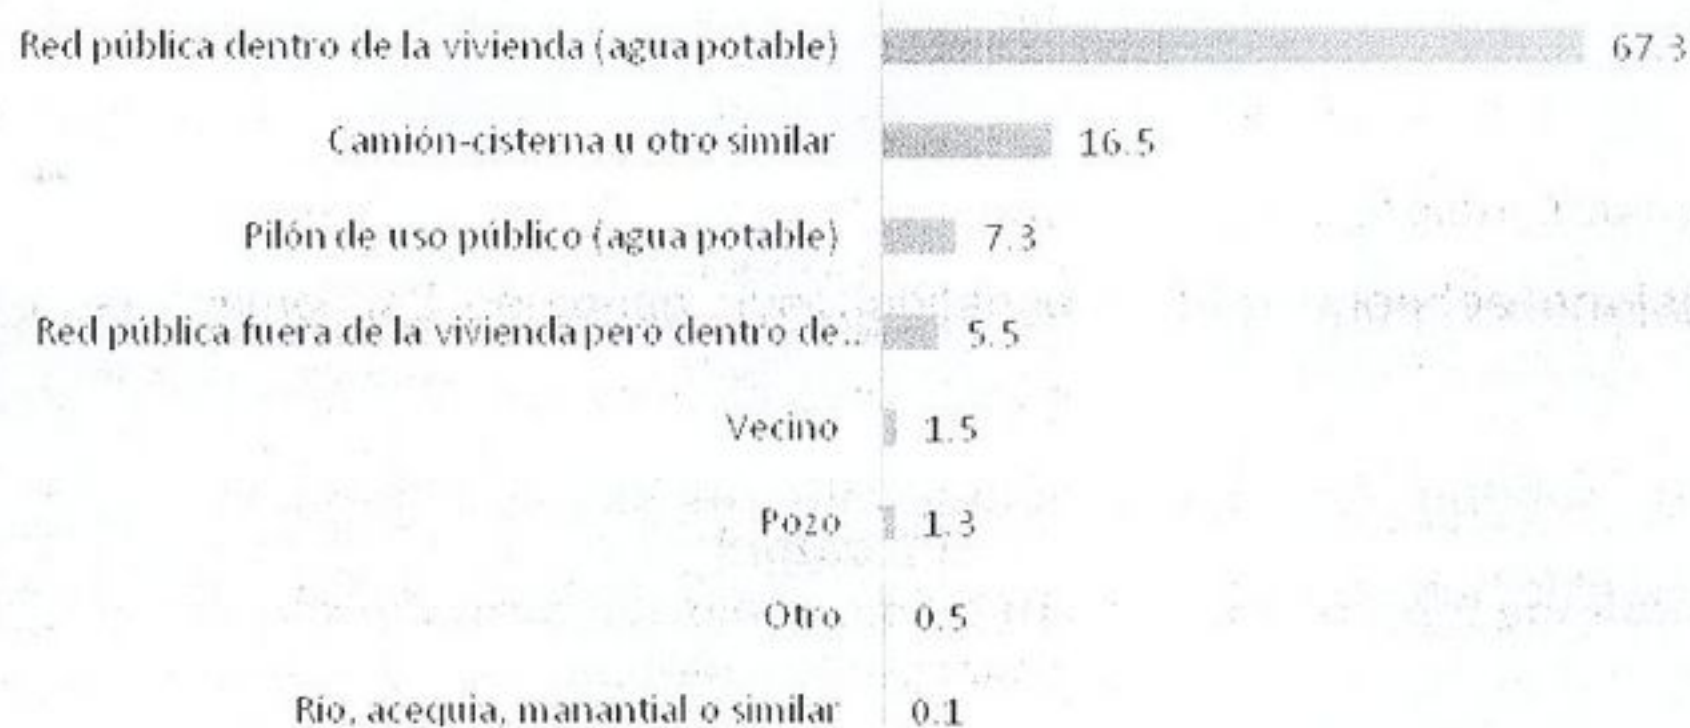 Red pública dentro de la vivienda (agua potable) 67.3
Camión-cisterna u otro similar 16.5
Pilón de uso público (agua potable) 7.3
Red pública fuera de la vivienda pero dentro de.. 5.5
Vecino 1.5
Pozo 1.3
Otro 0.5
Río, acequia, manantial o similar 0.1